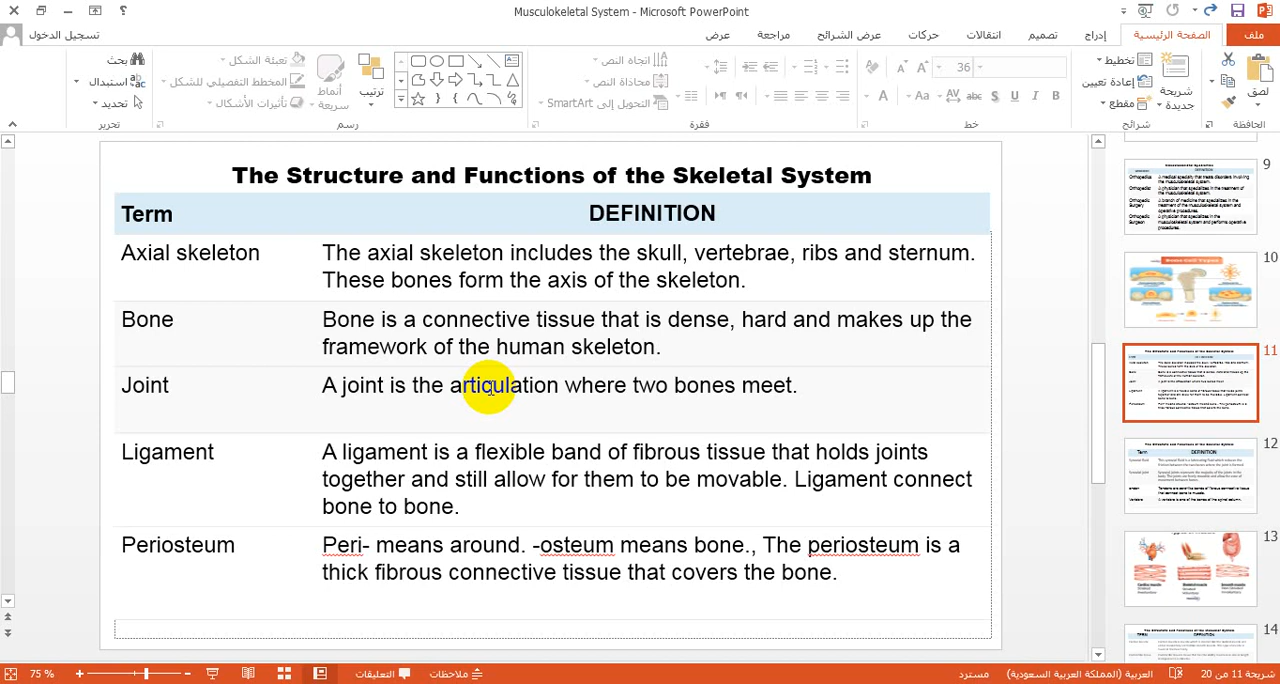 Musculokeletal System - Microsoft PowerPoint
تسجيل الدخول
ملف
الصفحة الرئيسية
إدراج
تصميم
انتقالات
حركات
عرض الشرائح
مراجعة
عرض
لصق
الحافظة
شريحة جديدة
تخطيط
إعادة تعيين
مقطع
شرائح
36
خط
فقرة
اتجاه النص
محاذاة النص
التحويل إلى SmartArt
ترتيب
أنماط سريعة
تعبئة الشكل
المخطط التفصيلي للشكل
تأثيرات الأشكال
رسم
بحث
استبدال
تحديد
تحرير
The Structure and Functions of the Skeletal System
Term DEFINITION
Axial skeleton The axial skeleton includes the skull, vertebrae, ribs and sternum.
These bones form the axis of the skeleton.
Bone Bone is a connective tissue that is dense, hard and makes up the
framework of the human skeleton.
Joint A joint is the articulation where two bones meet.
Ligament A ligament is a flexible band of fibrous tissue that holds joints
together and still allow for them to be movable. Ligament connect
bone to bone.
Periosteum Peri- means around. -osteum means bone., The periosteum is a
thick fibrous connective tissue that covers the bone.
9
10
11
12
13
14
شريحة 11 من 20
العربية (المملكة العربية السعودية)
مسترد
ملاحظات
التعليقات
75 %